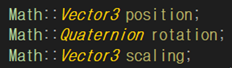 Math::Vector3 position;
Math::Quaternion rotation;
Math::Vector3 scaling;